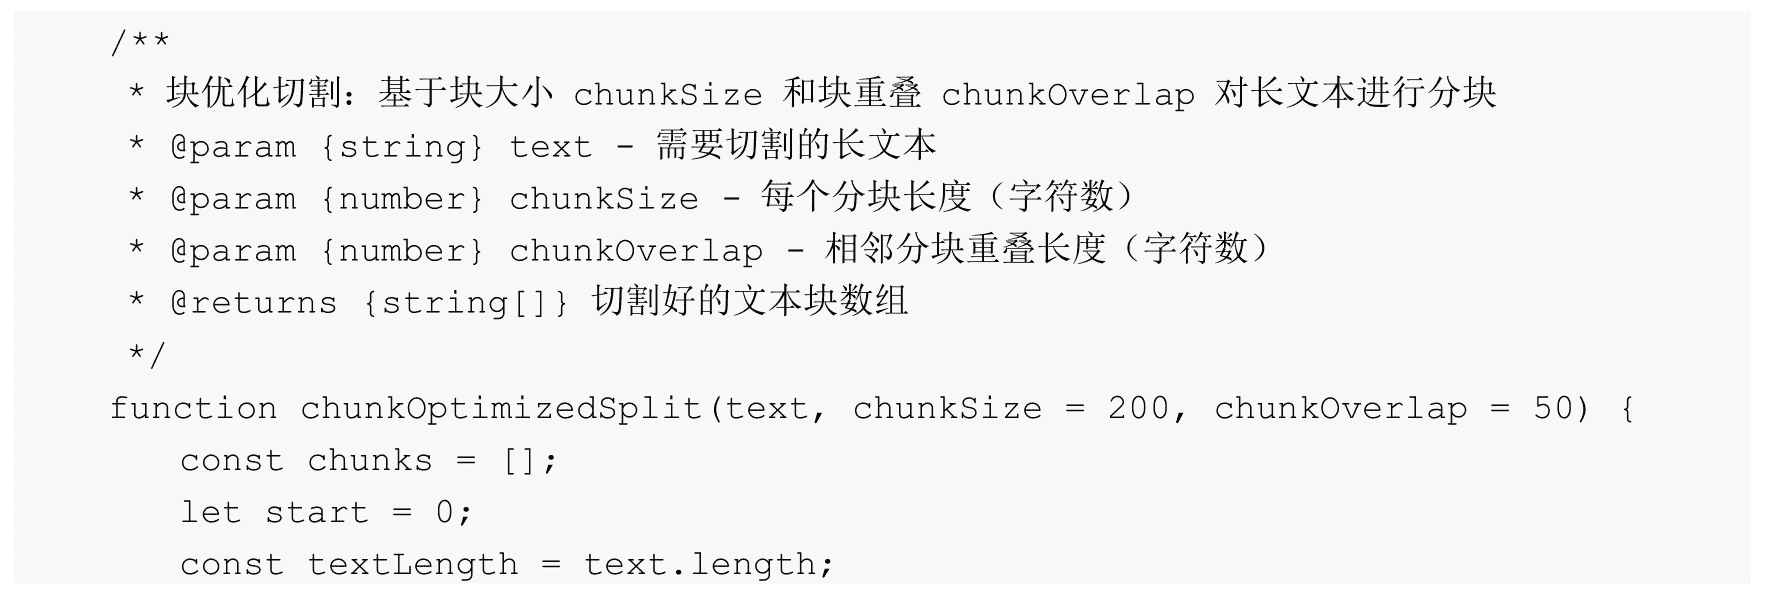 /**
 * 块优化切割：基于块大小 chunkSize 和块重叠 chunkOverlap 对长文本进行分块
 * @param {string} text - 需要切割的长文本
 * @param {number} chunkSize - 每个分块长度（字符数）
 * @param {number} chunkOverlap - 相邻分块重叠长度（字符数）
 * @returns {string[]} 切割好的文本块数组
 */
function chunkOptimizedSplit(text, chunkSize = 200, chunkOverlap = 50) {
    const chunks = [];
    let start = 0;
    const textLength = text.length;